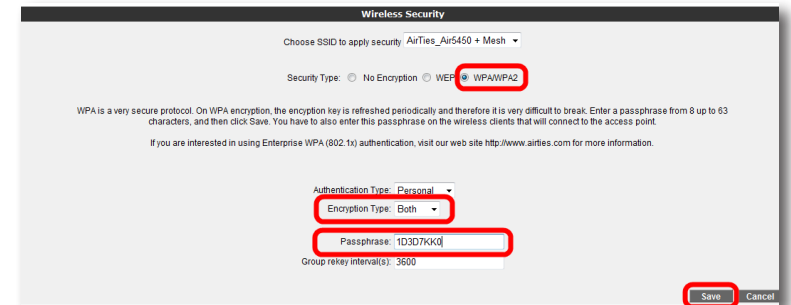 Wireless Security
Choose SSID to apply security AirTies_Air5450 + Mesh
Security Type: No Encryption WEP WPA/WPA2
WPA is a very secure protocol. On WPA encryption, the encyption key is refreshed periodically and therefore it is very difficult to break. Enter a passphrase from 8 up to 63
characters, and then click Save. You have to also enter this passphrase on the wireless clients that will connect to the access point.
If you are interested in using Enterprise WPA (802.1x) authentication, visit our web site http://www.airties.com for more information.
Authentication Type: Personal
Encryption Type: Both
Passphrase: 1D3D7KK0
Group rekey interval(s): 3600
Save Cancel